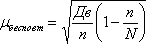 μ_бесповт = √(Дв/n (1 − n/N))